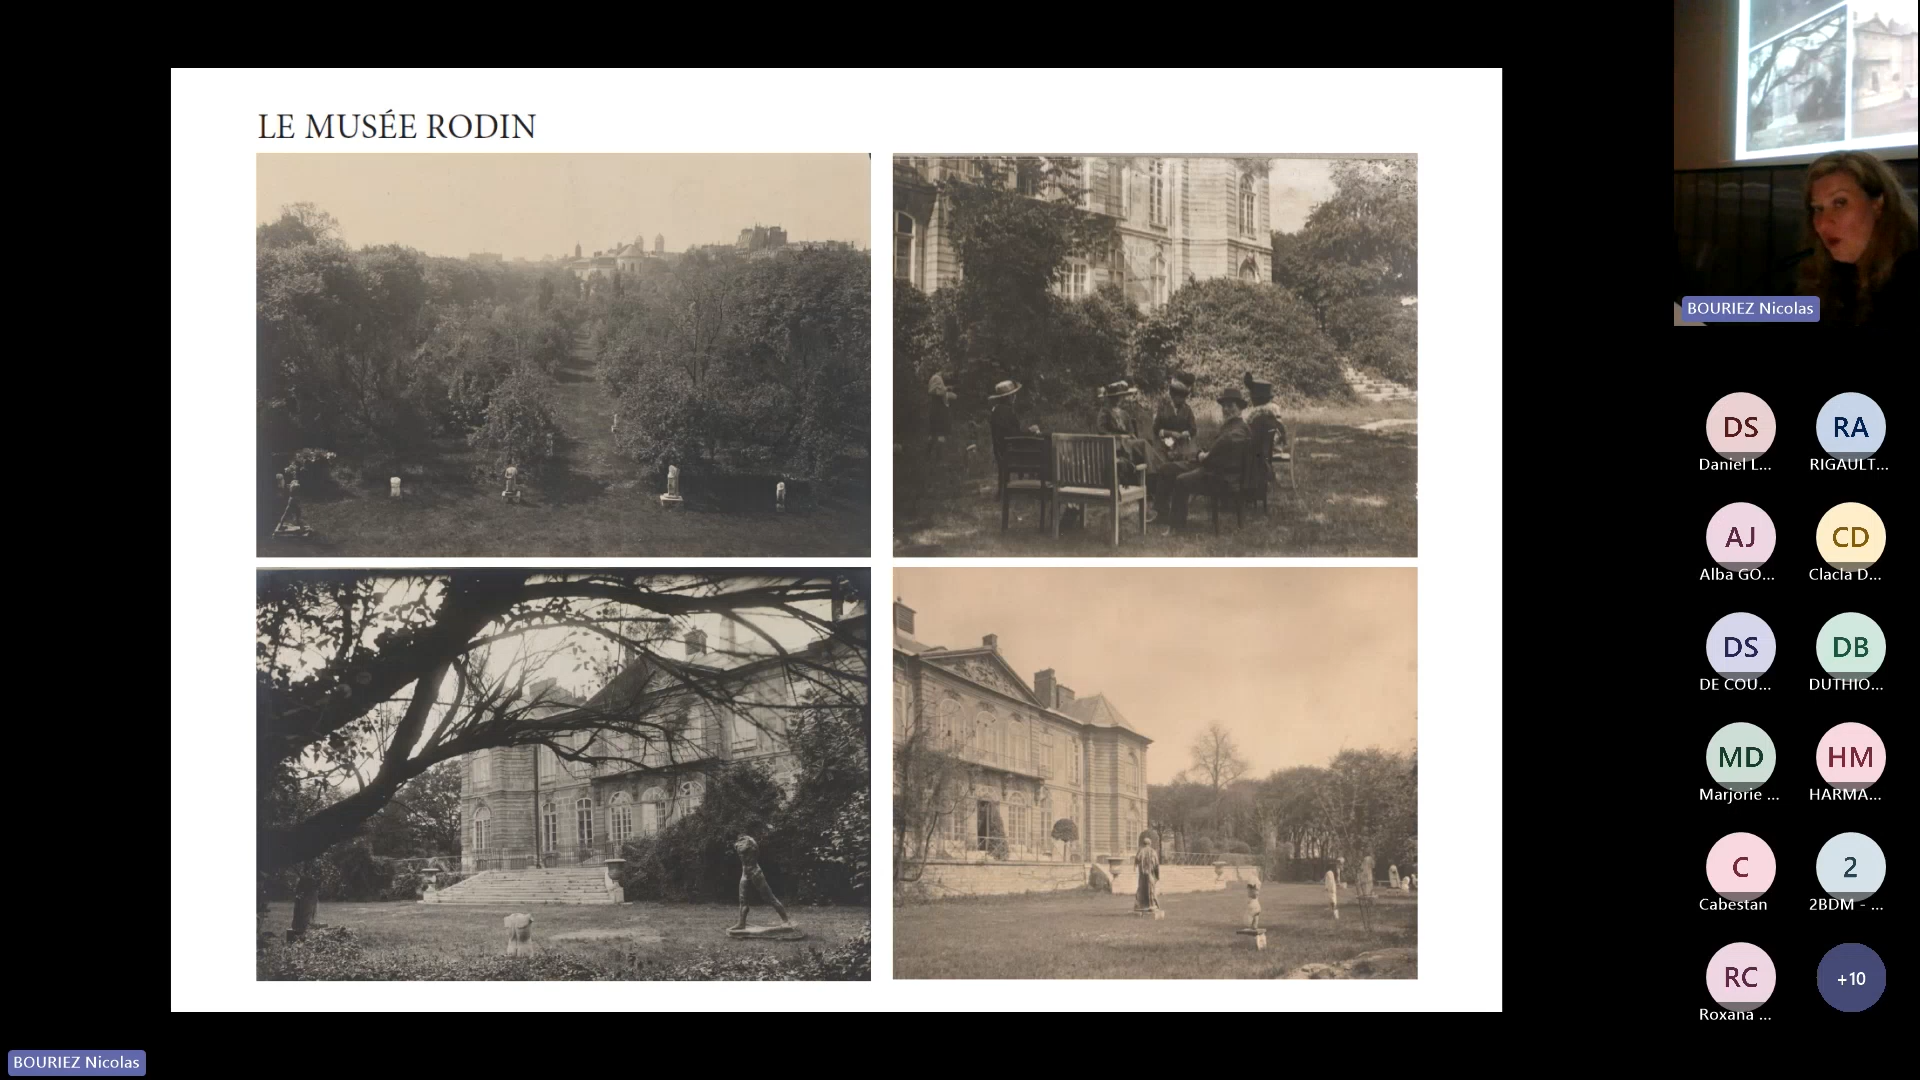 LE MUSÉE RODIN
BOURIEZ Nicolas
DS
Daniel L...
RA
RIGAULT...
AJ
Alba GO...
CD
Clacla D...
DS
DE COU...
DB
DUTHIO...
MD
Marjorie ...
HM
HARMA...
C
Cabestan
2
2BDM - ...
RC
Roxana ...
+10
BOURIEZ Nicolas